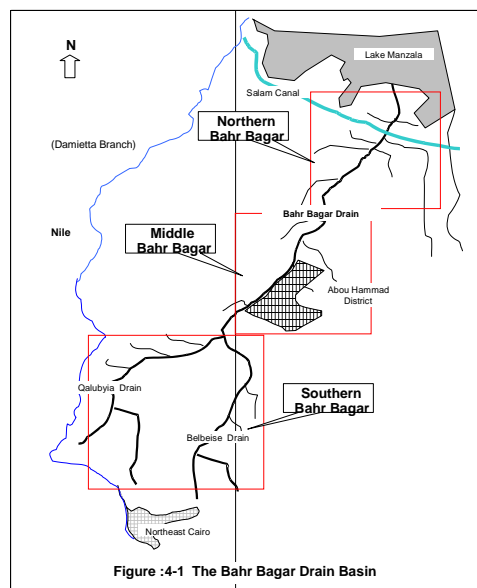 N
Lake Manzala
Salam Canal
Northern
Bahr Bagar
(Damietta Branch)
Bahr Bagar Drain
Nile
Middle
Bahr Bagar
Abou Hammad
District
Qalubyia Drain
Southern
Bahr Bagar
Belbeise Drain
Northeast Cairo
Figure :4-1 The Bahr Bagar Drain Basin